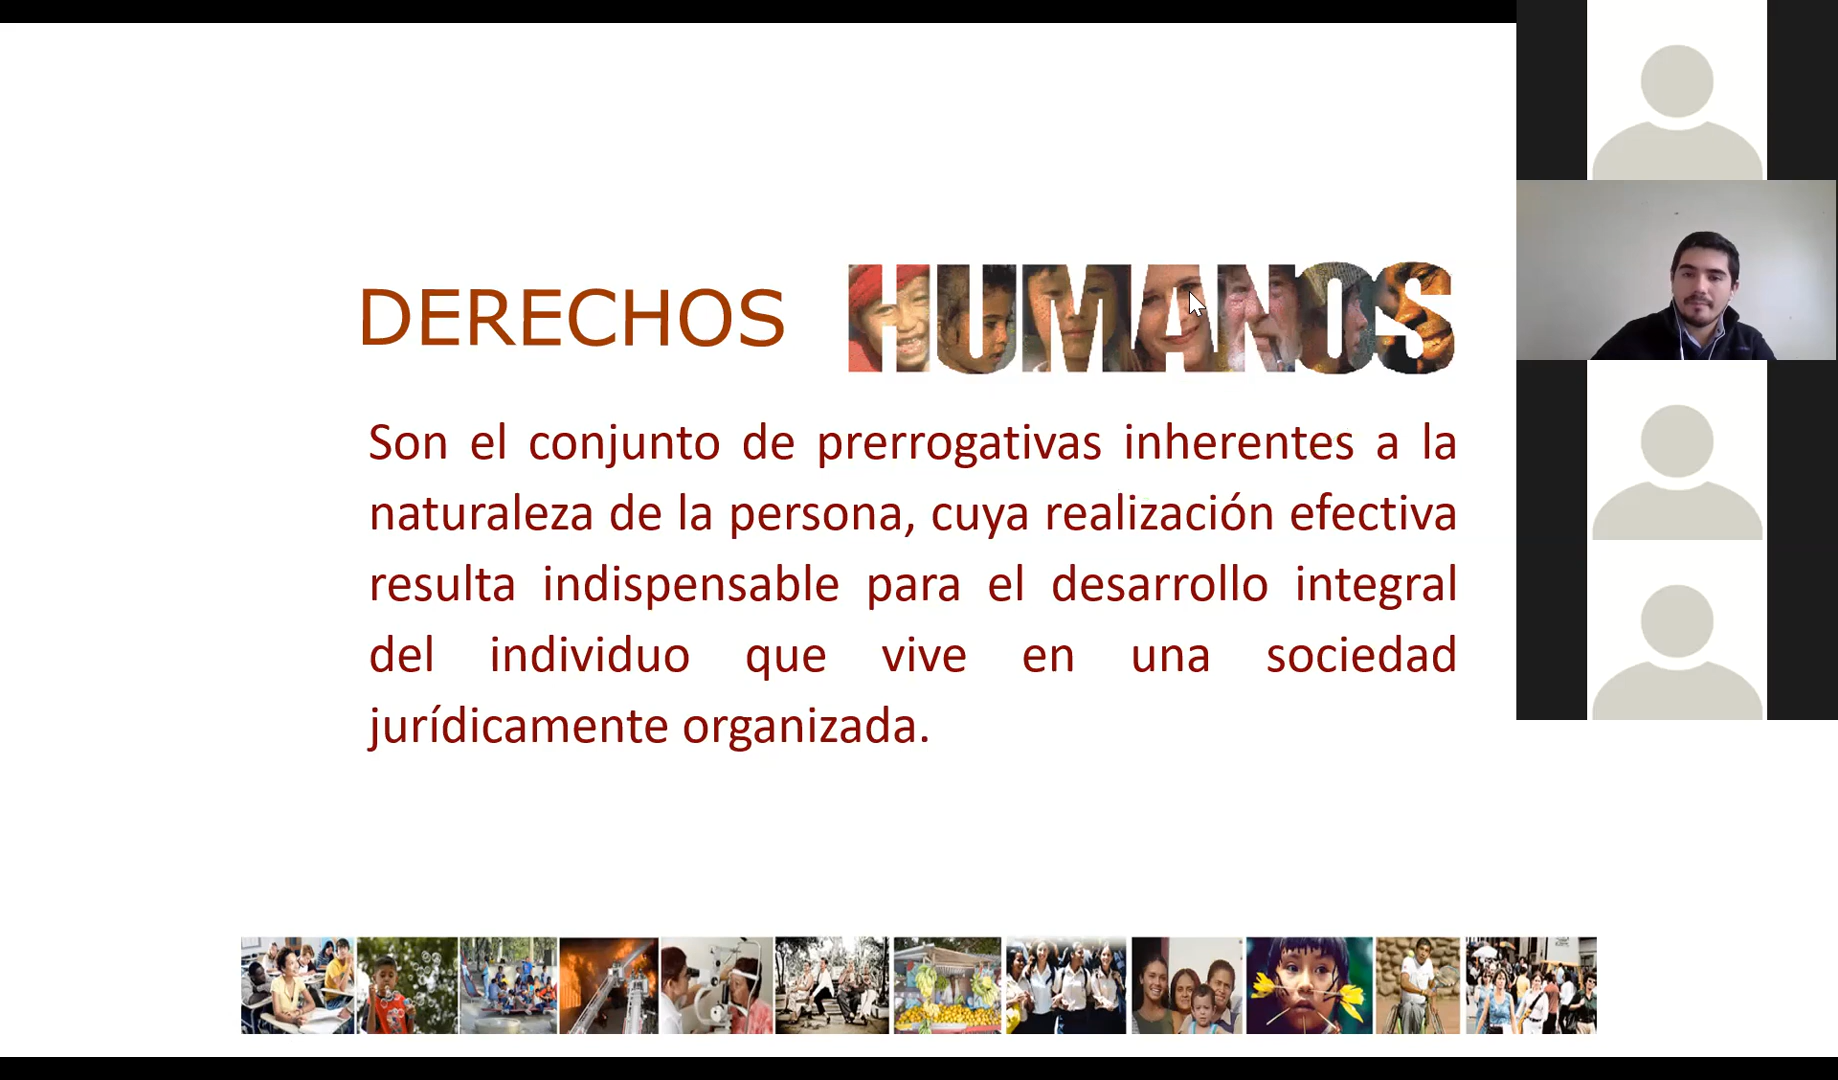 DERECHOS HUMANOS
Son el conjunto de prerrogativas inherentes a la
naturaleza de la persona, cuya realización efectiva
resulta indispensable para el desarrollo integral
del individuo que vive en una sociedad
jurídicamente organizada.